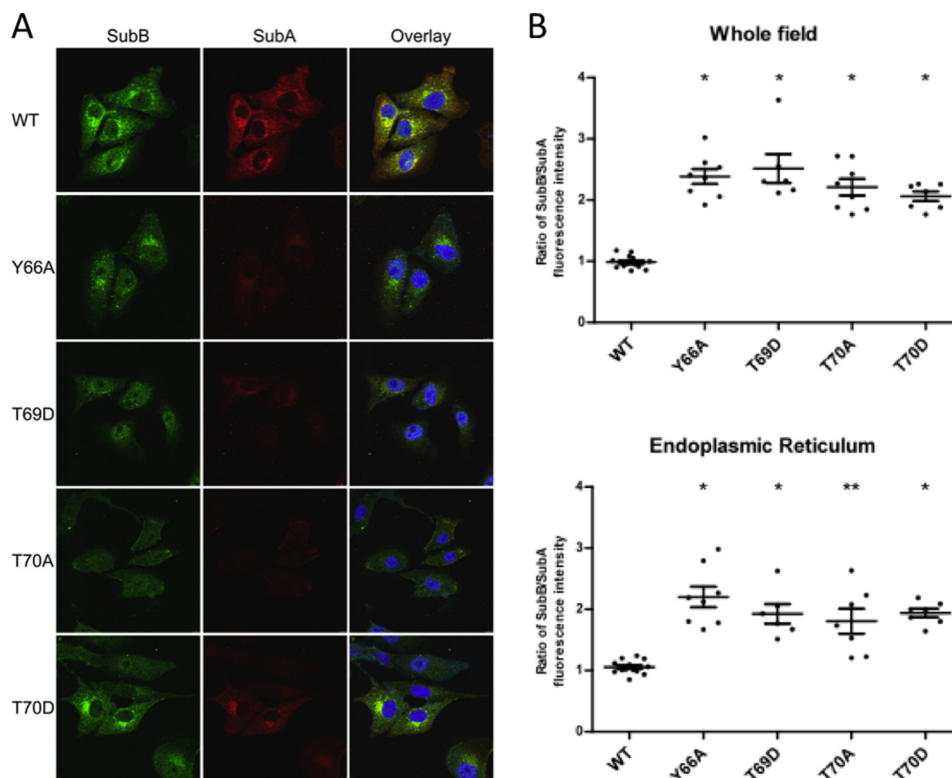 A
SubB SubA Overlay
WT
Y66A
T69D
T70A
T70D
B
Whole field
* * * *
Ratio of SubB/SubA
fluorescence intensity
4
3
2
1
0
WT Y66A T69D T70A T70D
Endoplasmic Reticulum
* * ** *
Ratio of SubB/SubA
fluorescence intensity
4
3
2
1
0
WT Y66A T69D T70A T70D